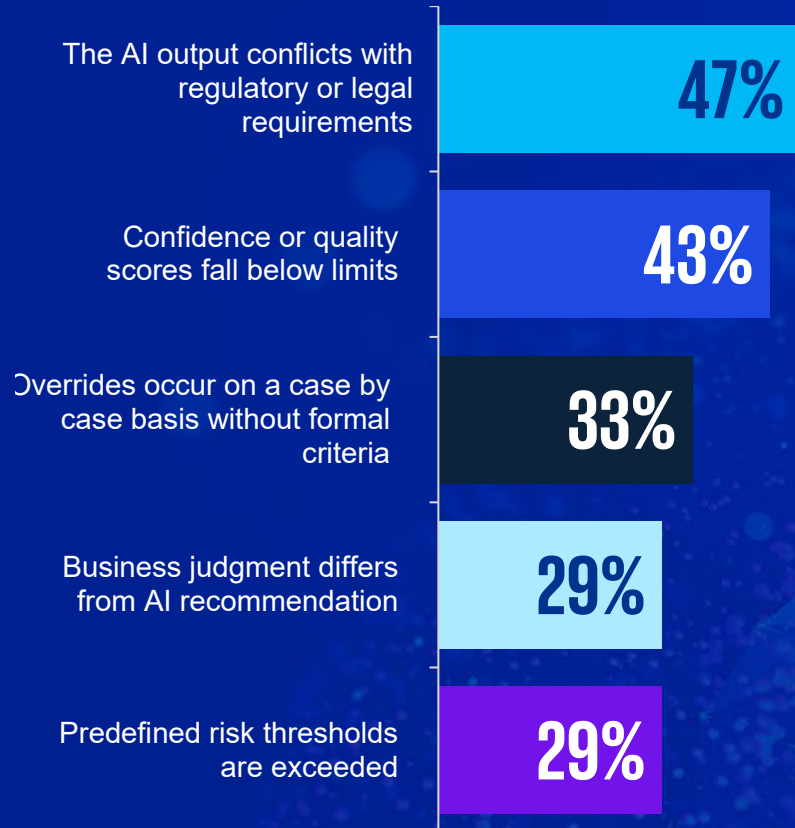 The AI output conflicts with
regulatory or legal
requirements
47%
Confidence or quality
scores fall below limits
43%
Overrides occur on a case by
case basis without formal
criteria
33%
Business judgment differs
from AI recommendation
29%
Predefined risk thresholds
are exceeded
29%